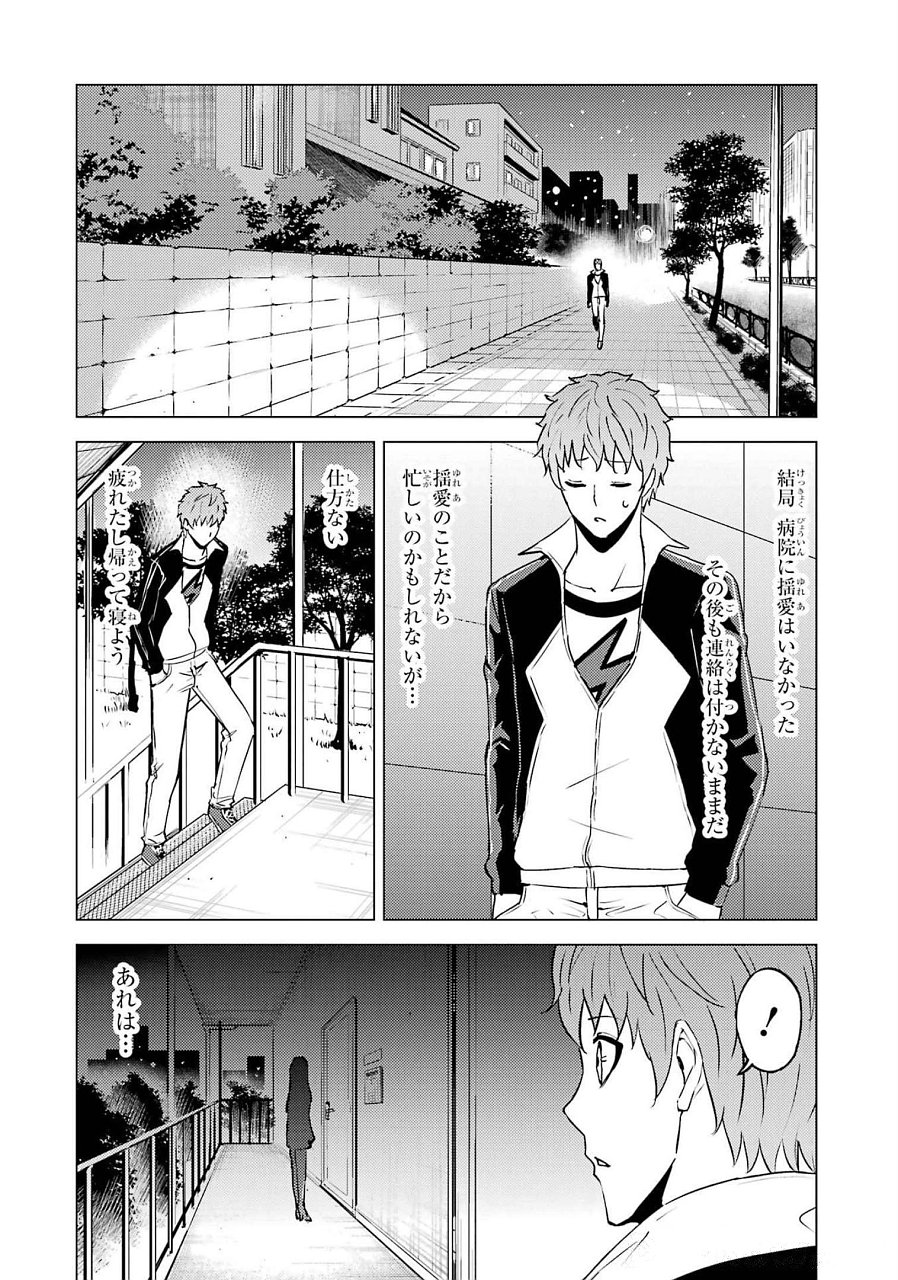 結局 病院に揺愛はいなかった
その後も連絡は付かないままだ
揺愛のことだから
忙しいのかもしれないが…
仕方ない
疲れたし帰って寝よう
！
あれは…